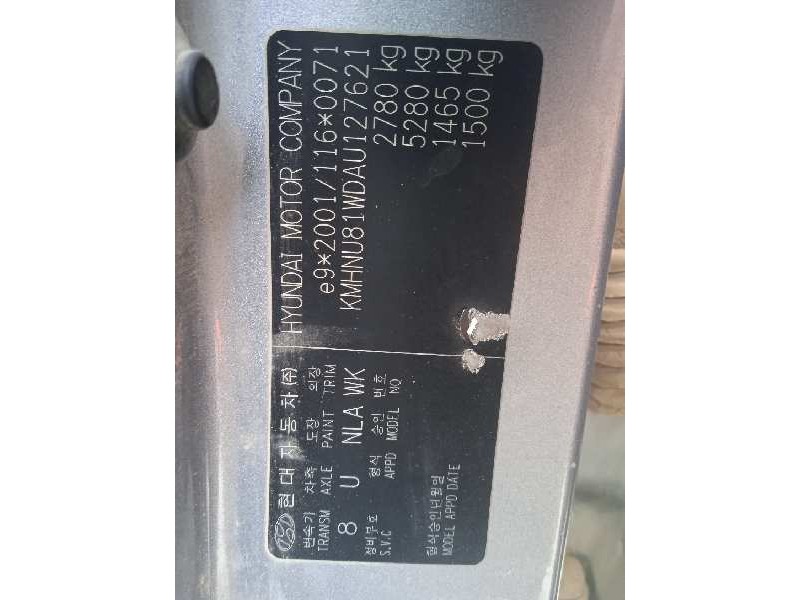 현대자동차(주) HYUNDAI MOTOR COMPANY
변속기 차축 도장 외장 e9*2001/116*0071
TRANSM AXLE PAINT TRIM
8 U NLA WK KMHNU81WDAU127621
정비부호 형식 승인 번호 2780 kg
S.V.C APPD MODEL NO 5280 kg
1465 kg
형식승인년월일 1500 kg
MODEL APPD DATE